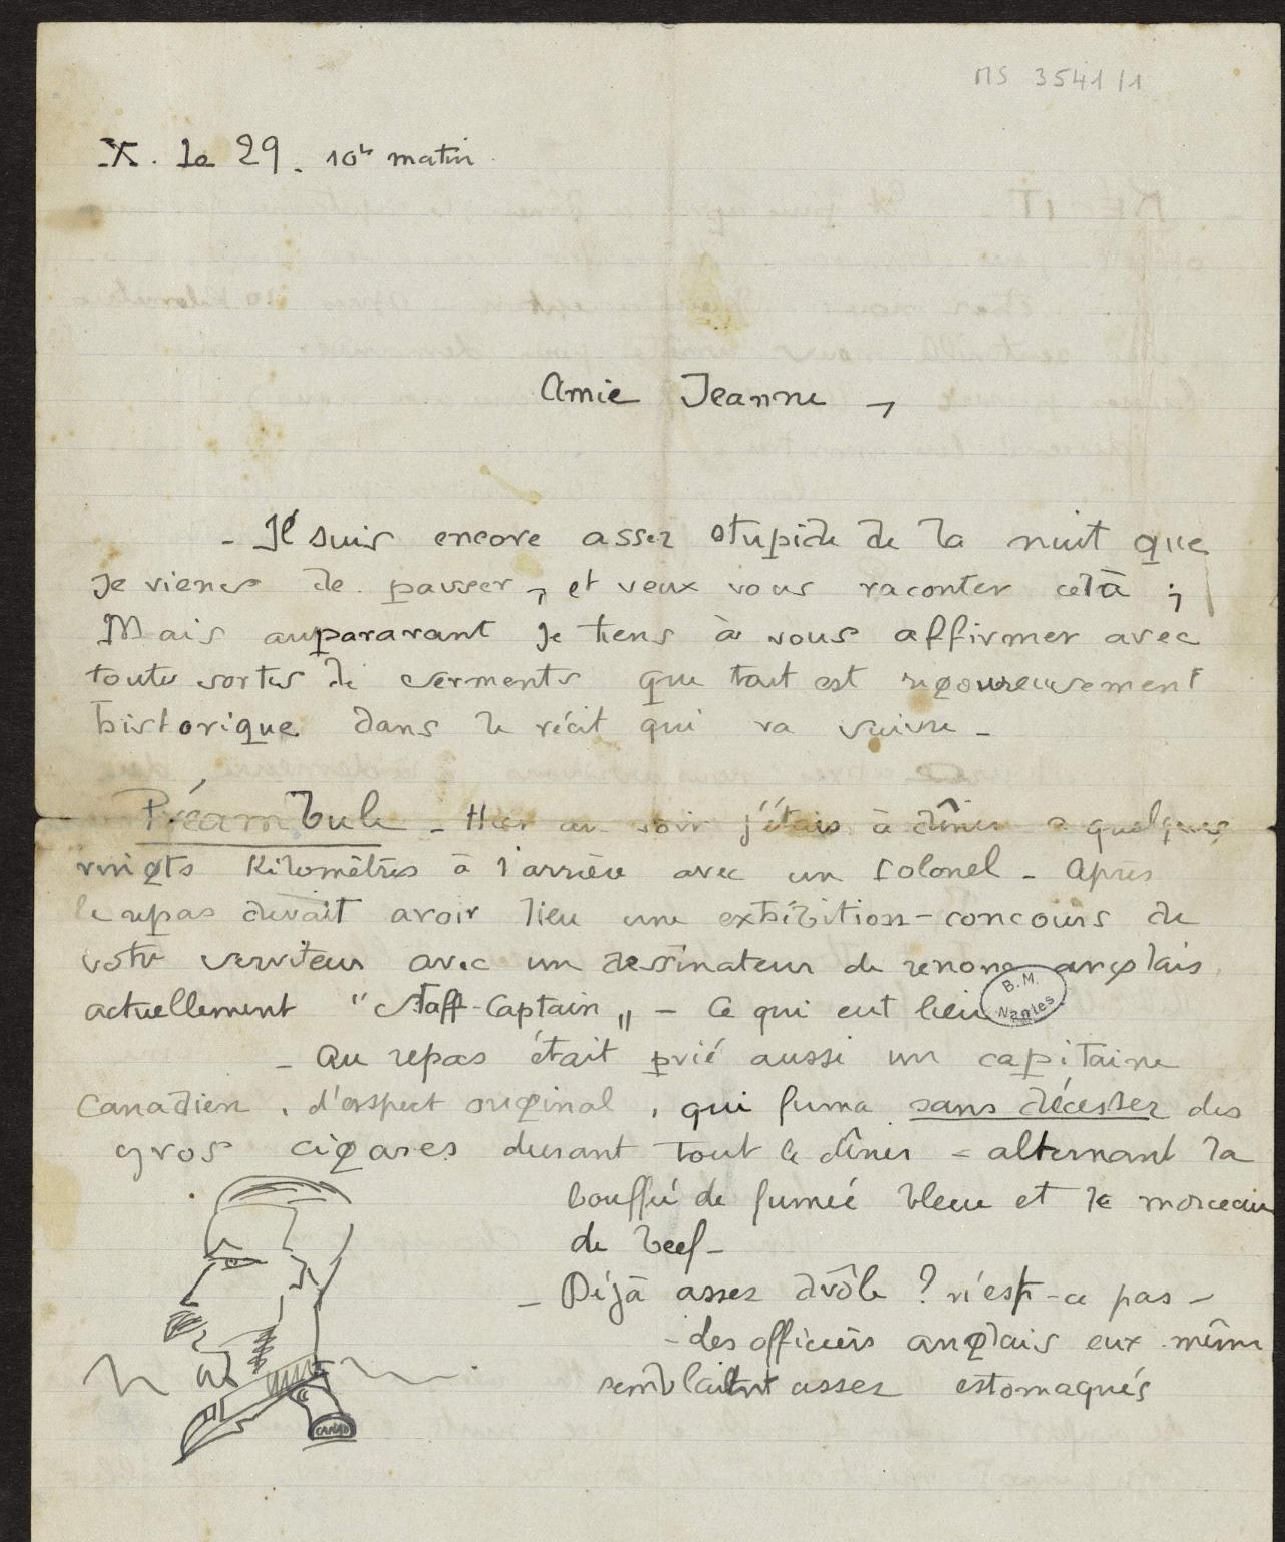 MS 3541/1
X. le 29. 10h matin.
Amie Jeanne,
- Je suis encore assez stupide de la nuit que
je viens de passer, et veux vous raconter celà ;
Mais auparavant je tiens à vous affirmer avec
toutes sortes de serments que tout est rigoureusement
historique dans le récit qui va suivre -
Préambule - Hier au soir j'étais à dîner à quelques
vingts Kilomètres à l'arrière avec un colonel - Après
le repas devait avoir lieu une exhibition-concours de
votre serviteur avec un dessinateur de renom anglais,
actuellement "Staff-Captain" - Ce qui eut lieu
B. M.
Nantes
- Au repas était prié aussi un capitaine
Canadien, d'aspect original, qui fuma sans décesser des
gros cigares durant tout le dîner = alternant la
bouffée de fumée bleue et le morceau
de beef -
- Déjà assez drôle ? n'est-ce pas -
- des officiers anglais eux même
semblaient assez estomaqués
CANAD